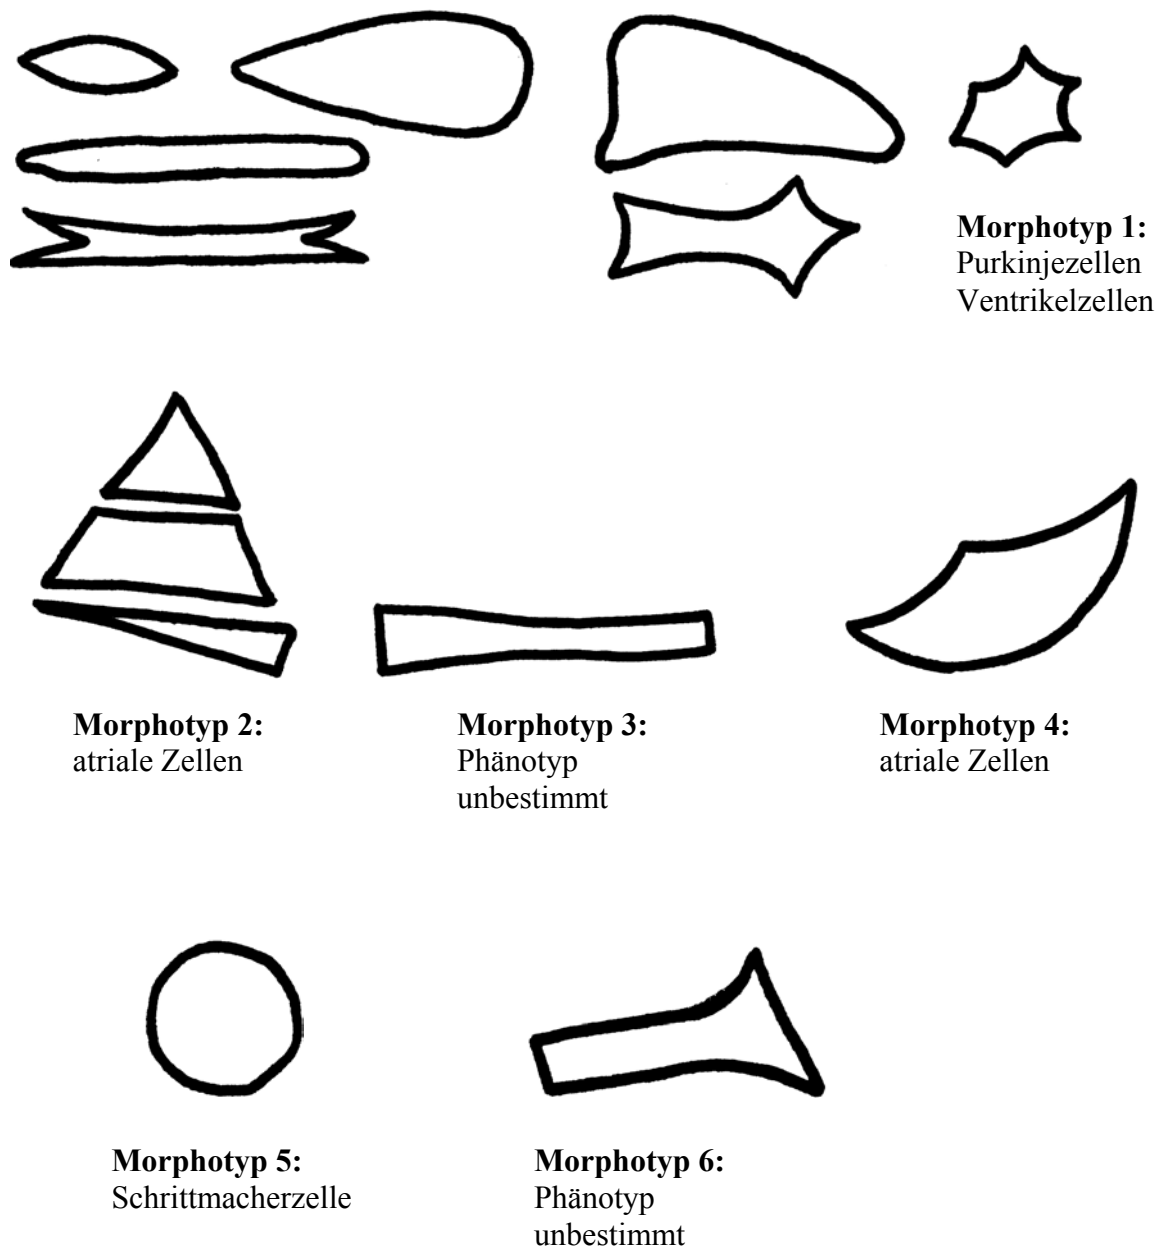 Morphotyp 1:
Purkinjezellen
Ventrikelzellen
Morphotyp 2:
atriale Zellen
Morphotyp 3:
Phänotyp
unbestimmt
Morphotyp 4:
atriale Zellen
Morphotyp 5:
Schrittmacherzelle
Morphotyp 6:
Phänotyp
unbestimmt